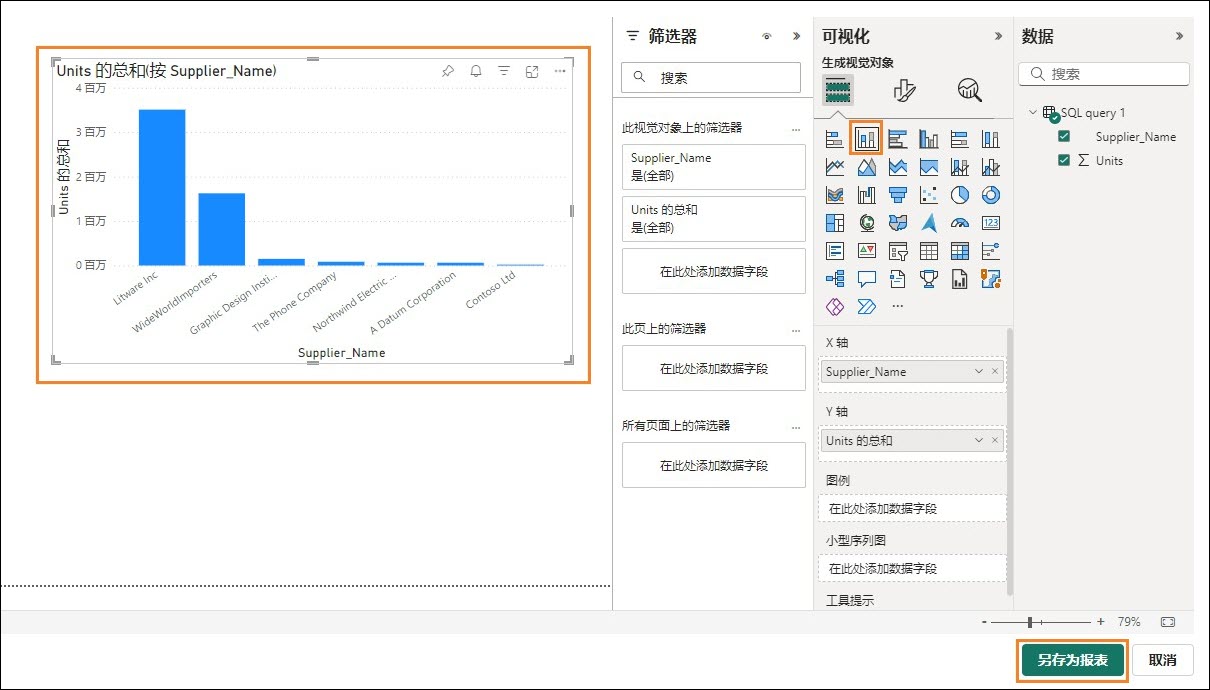 Units 的总和(按 Supplier_Name)
Units 的总和
4 百万
3 百万
2 百万
1 百万
0 百万
Litware Inc
WideWorldImporters
Graphic Design Insti...
The Phone Company
Northwind Electric ...
A Datum Corporation
Contoso Ltd
Supplier_Name
筛选器
搜索
此视觉对象上的筛选器
...
Supplier_Name
是(全部)
Units 的总和
是(全部)
在此处添加数据字段
此页上的筛选器
...
在此处添加数据字段
所有页面上的筛选器
...
在此处添加数据字段
可视化
生成视觉对象
123
...
X 轴
Supplier_Name
Y 轴
Units 的总和
图例
在此处添加数据字段
小型序列图
在此处添加数据字段
工具提示
数据
搜索
SQL query 1
Supplier_Name
Σ Units
- + 79%
另存为报表
取消